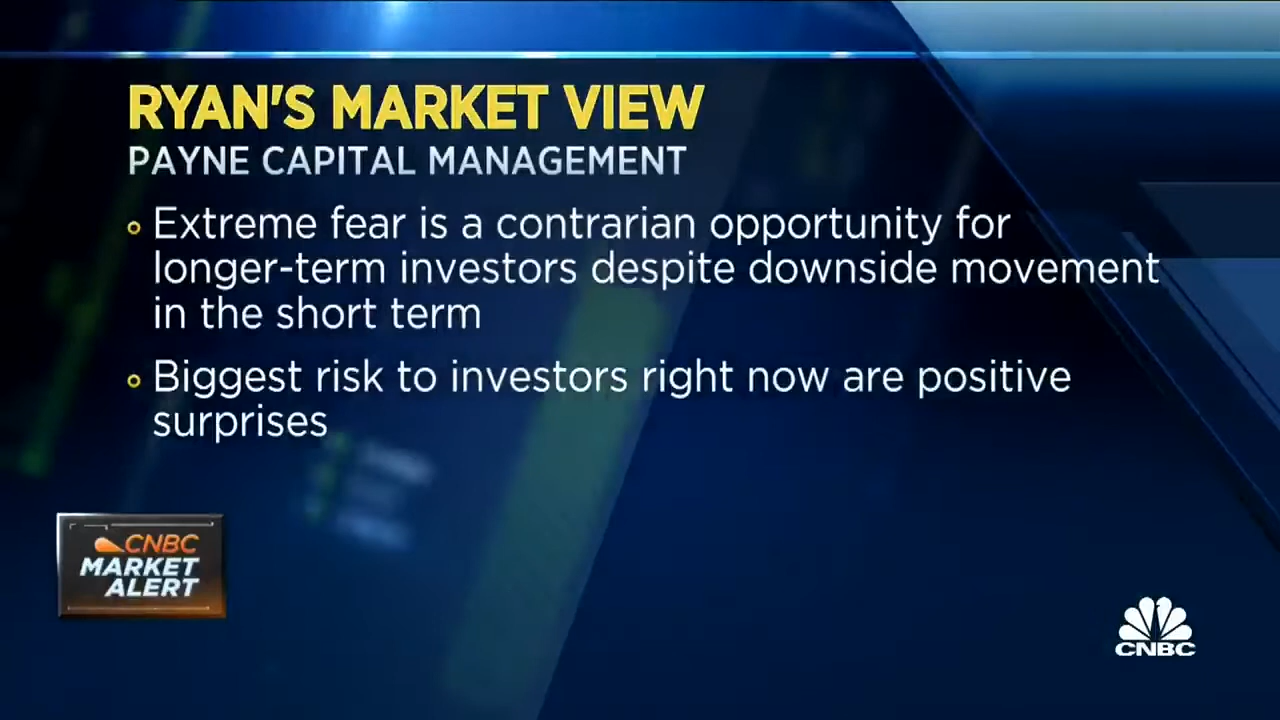 RYAN'S MARKET VIEW
PAYNE CAPITAL MANAGEMENT
Extreme fear is a contrarian opportunity for
longer-term investors despite downside movement
in the short term
Biggest risk to investors right now are positive
surprises
CNBC
MARKET
ALERT
CNBC